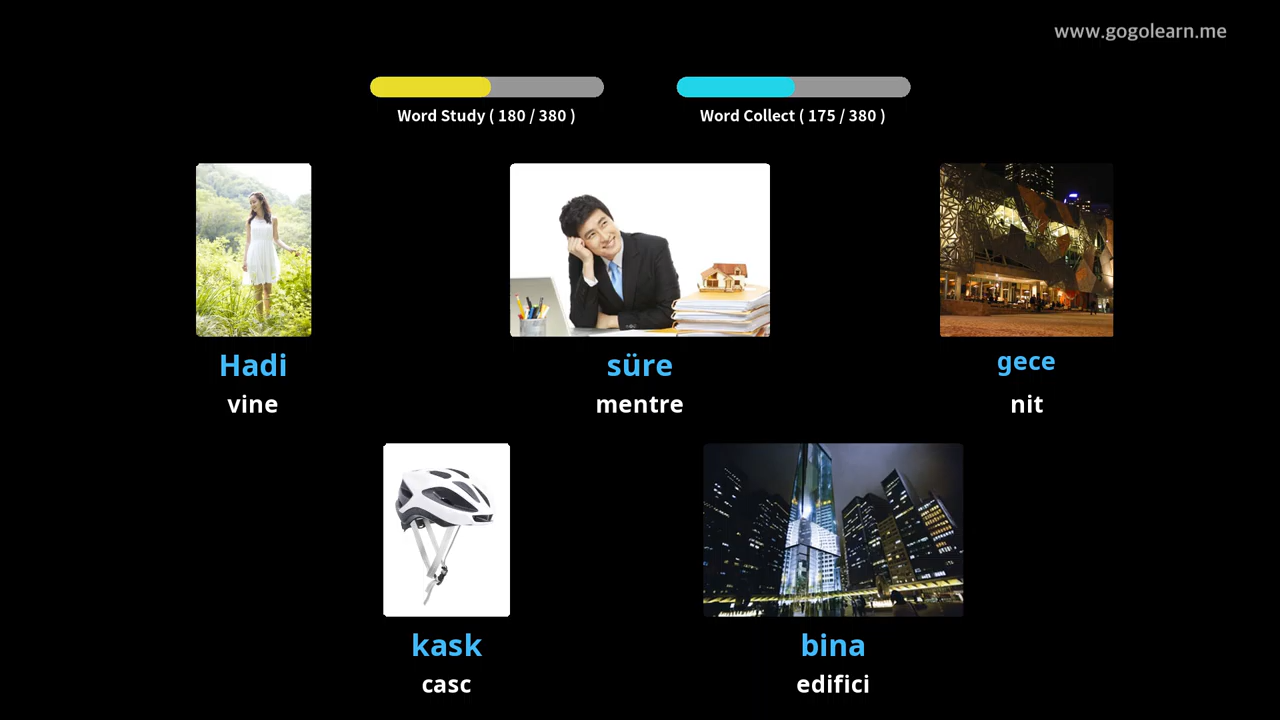 www.gogolearn.me
Word Study ( 180 / 380 )
Word Collect ( 175 / 380 )
Hadi
vine
süre
mentre
gece
nit
kask
casc
bina
edifici